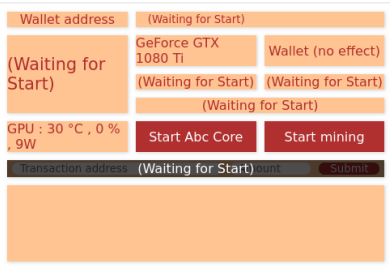 Wallet address
(Waiting for Start)
(Waiting for
Start)
GeForce GTX
1080 Ti
Wallet (no effect)
(Waiting for Start)
(Waiting for Start)
(Waiting for Start)
GPU : 30 °C , 0 %
, 9W
Start Abc Core
Start mining
Transaction address
(Waiting for Start)
Submit